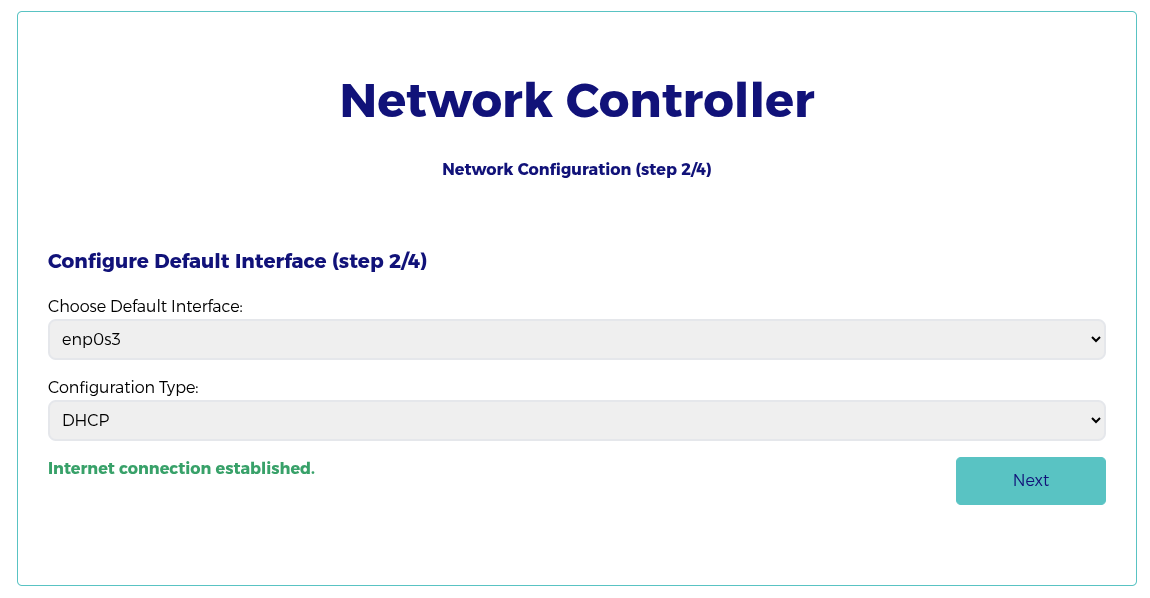 Network Controller
Network Configuration (step 2/4)
Configure Default Interface (step 2/4)
Choose Default Interface:
enp0s3
Configuration Type:
DHCP
Internet connection established.
Next